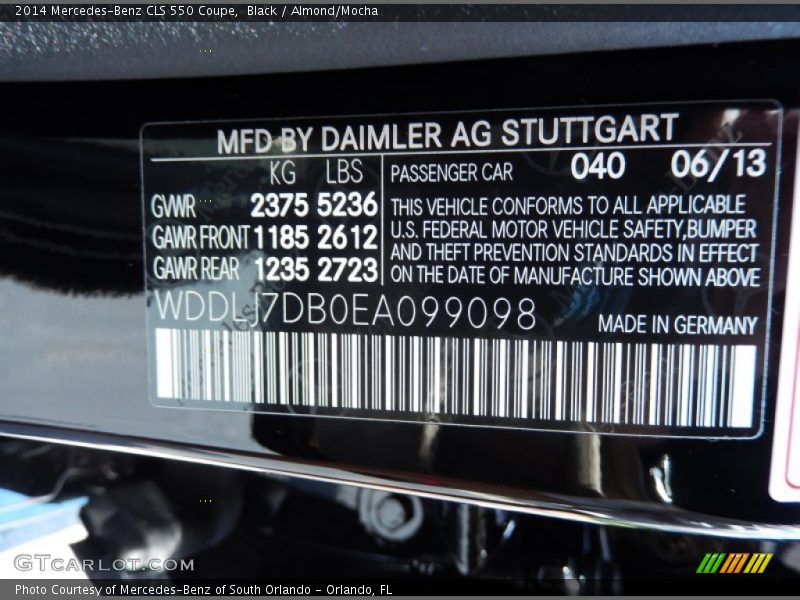 2014 Mercedes-Benz CLS 550 Coupe, Black / Almond/Mocha
MFD BY DAIMLER AG STUTTGART
KG LBS
GWR 2375 5236
GAWR FRONT 1185 2612
GAWR REAR 1235 2723
PASSENGER CAR 040 06/13
THIS VEHICLE CONFORMS TO ALL APPLICABLE
U.S. FEDERAL MOTOR VEHICLE SAFETY, BUMPER
AND THEFT PREVENTION STANDARDS IN EFFECT
ON THE DATE OF MANUFACTURE SHOWN ABOVE
WDDLJ7DB0EA099098
MADE IN GERMANY
GTCARLOT.COM
Photo Courtesy of Mercedes-Benz of South Orlando - Orlando, FL